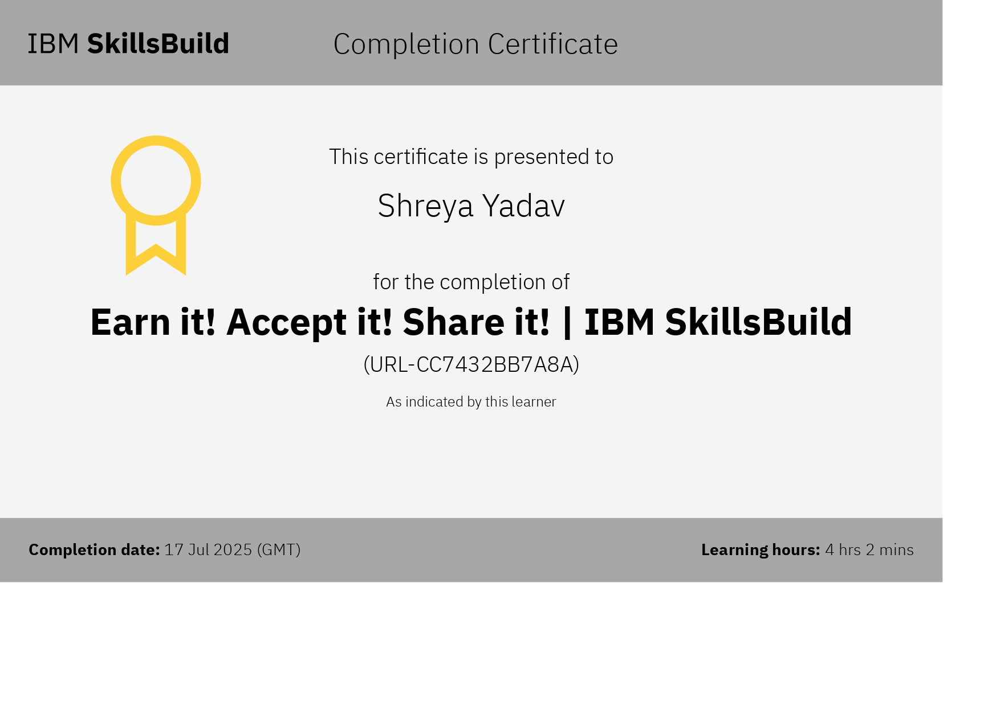 IBM SkillsBuild
Completion Certificate
This certificate is presented to
Shreya Yadav
for the completion of
Earn it! Accept it! Share it! | IBM SkillsBuild
(URL-CC7432BB7A8A)
As indicated by this learner
Completion date: 17 Jul 2025 (GMT)
Learning hours: 4 hrs 2 mins